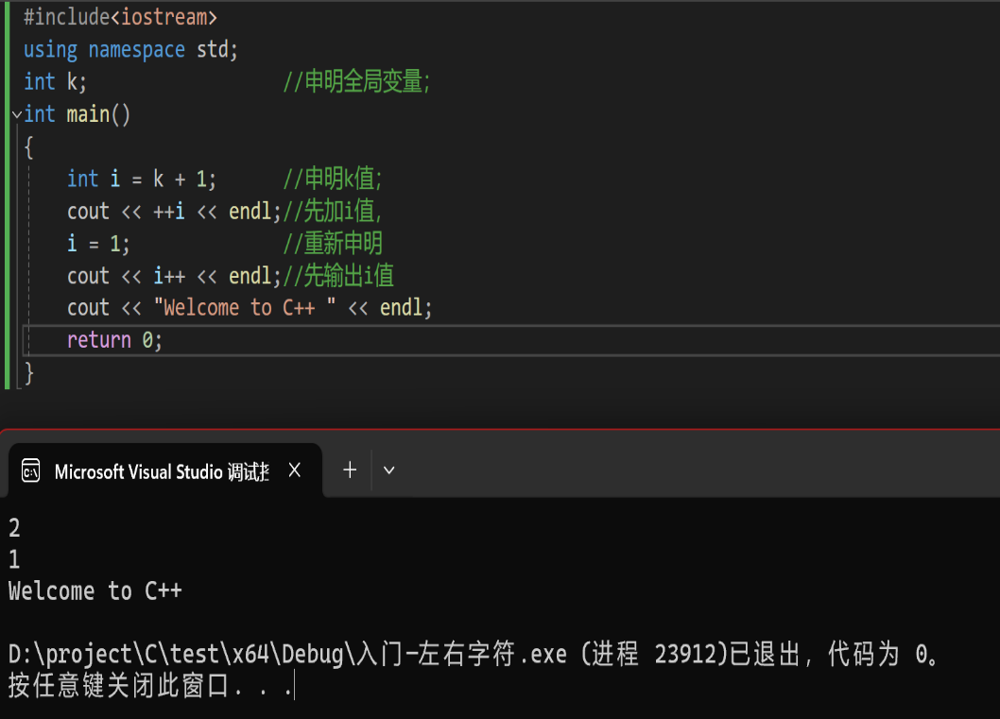 #include<iostream>
using namespace std;
int k; //申明全局变量;
int main()
{
int i = k + 1; //申明k值;
cout << ++i << endl;//先加i值,
i = 1; //重新申明
cout << i++ << endl;//先输出i值
cout << "Welcome to C++ " << endl;
return 0;
}
Microsoft Visual Studio 调试控
2
1
Welcome to C++
D:\project\C\test\x64\Debug\入门-左右字符.exe (进程 23912)已退出，代码为 0。
按任意键关闭此窗口. . .